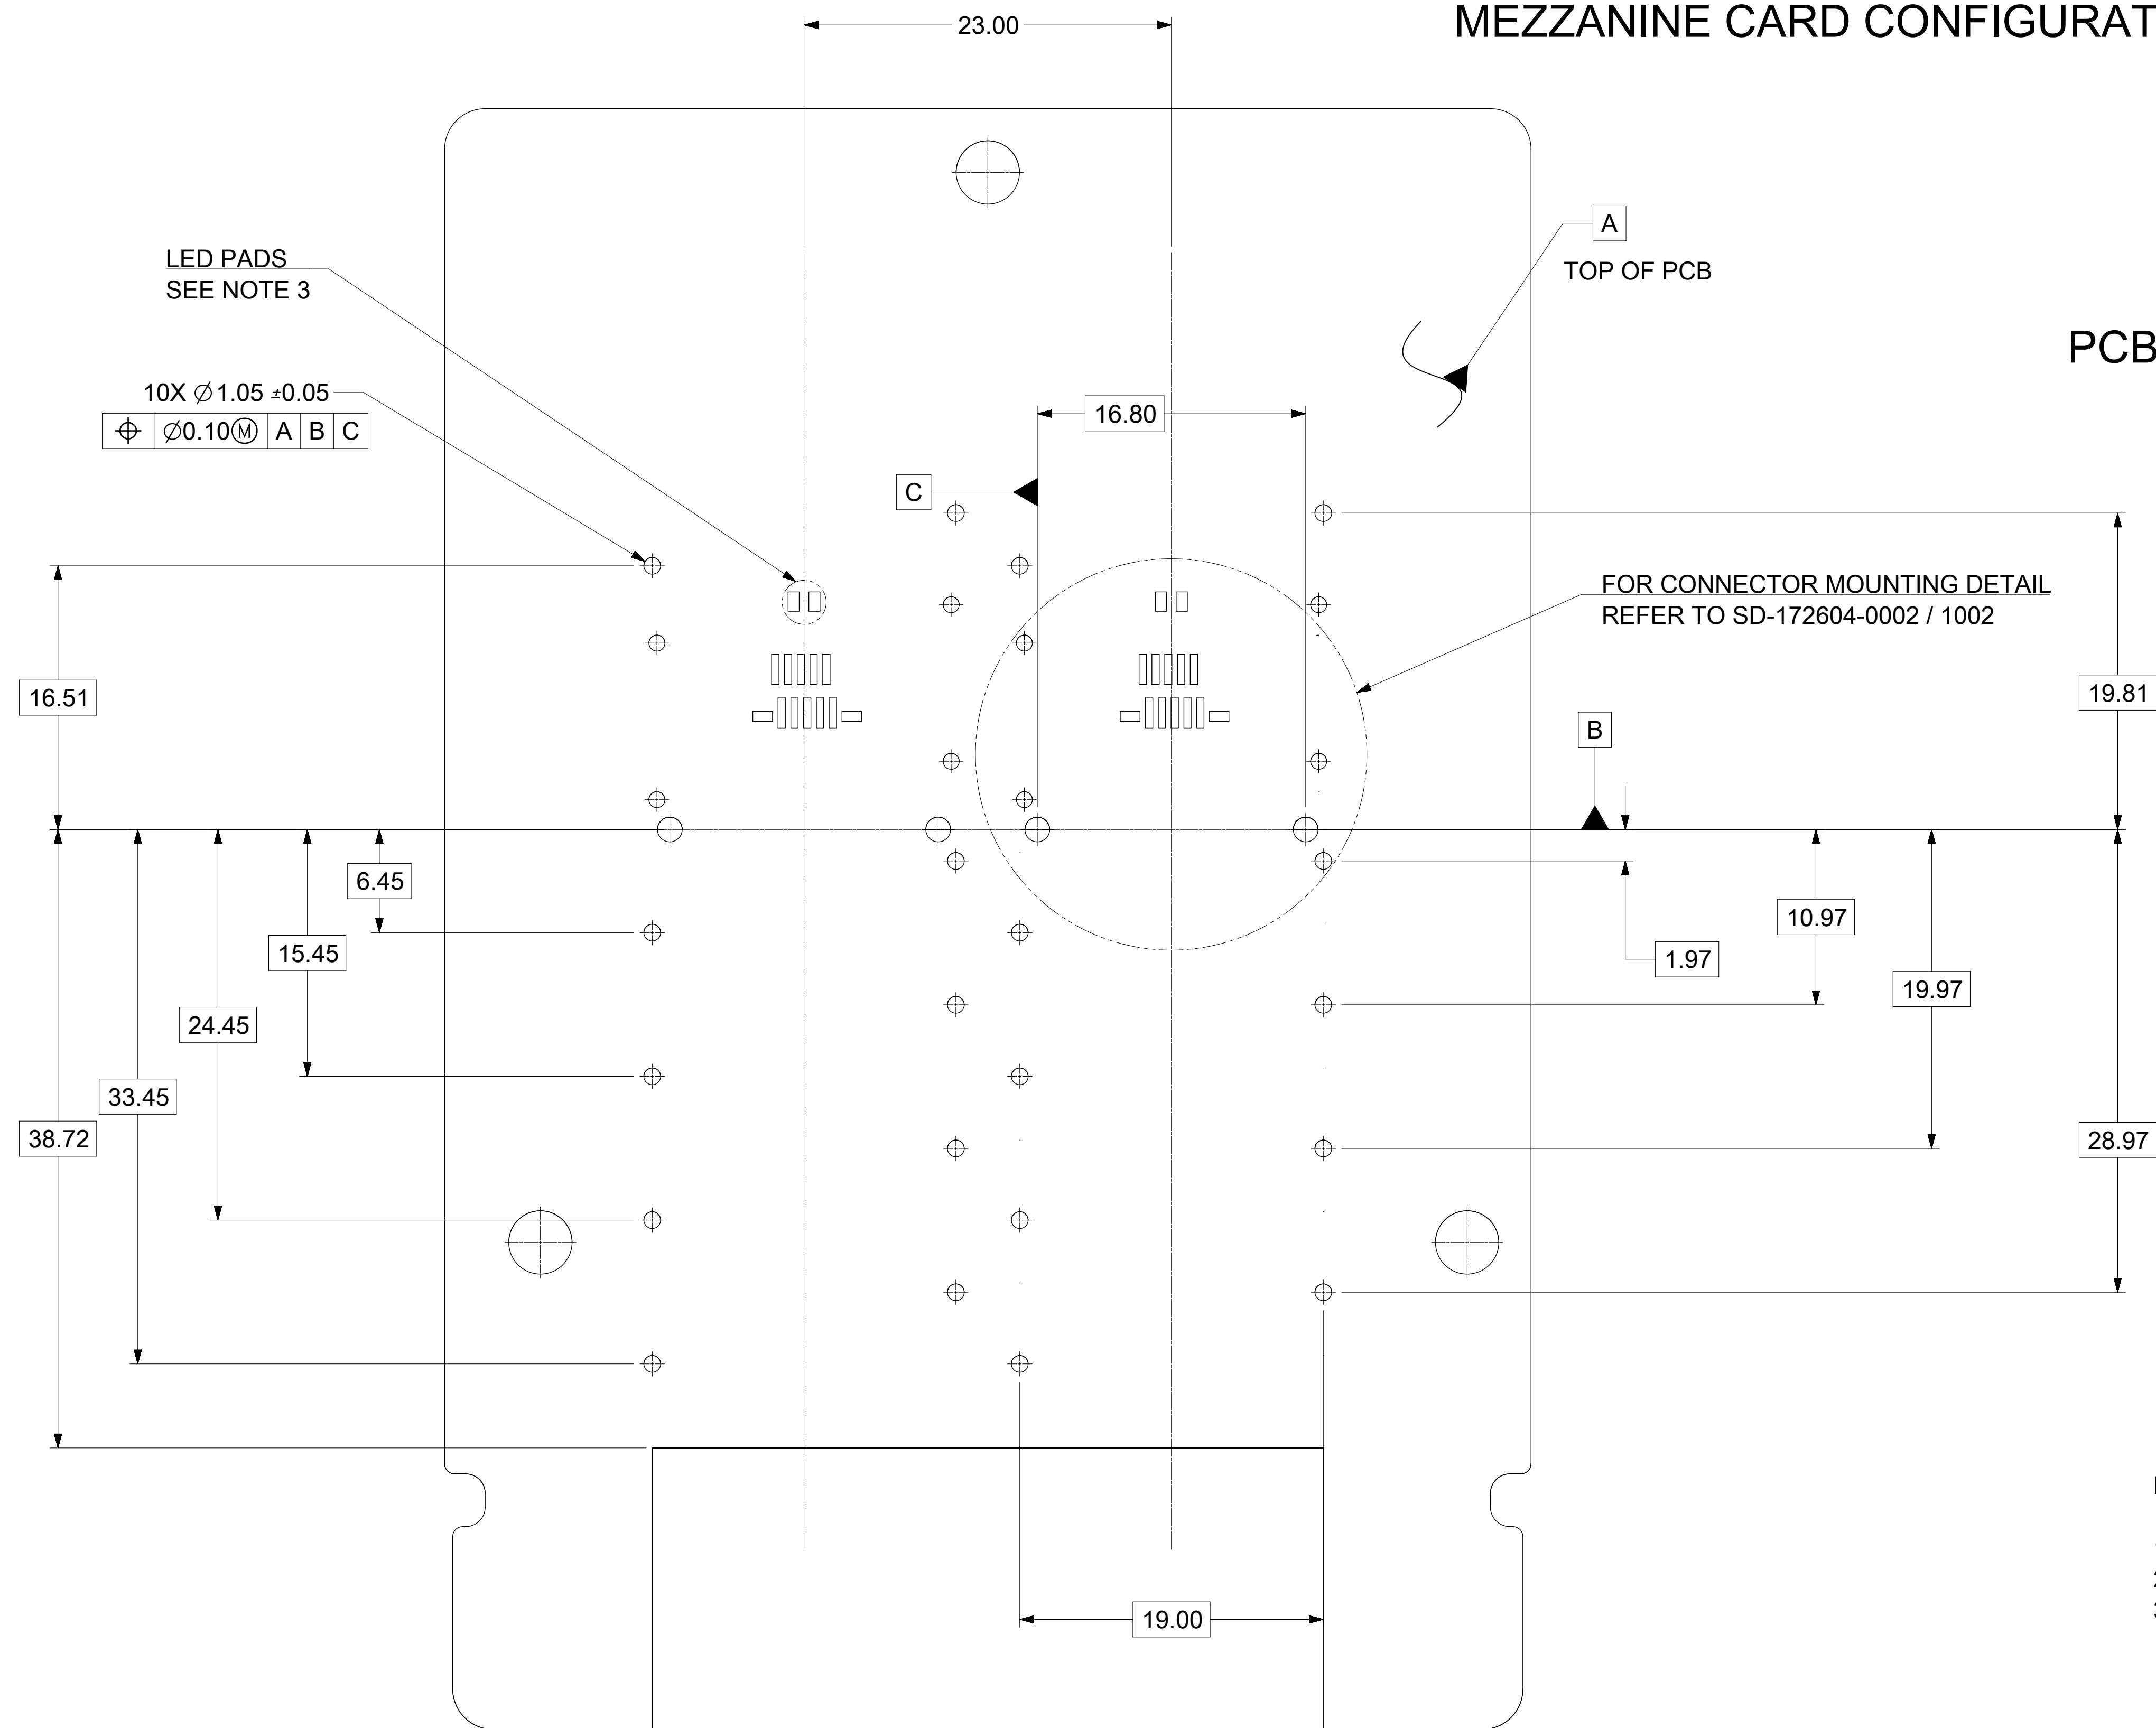 23.00
MEZZANINE CARD CONFIGURAT
A
TOP OF PCB
LED PADS
SEE NOTE 3
PCB
10X ∅1.05 ±0.05
⌖ ∅0.10Ⓜ A B C
16.80
C
FOR CONNECTOR MOUNTING DETAIL
REFER TO SD-172604-0002 / 1002
16.51
19.81
B
6.45
10.97
15.45
1.97
19.97
24.45
33.45
38.72
28.97
19.00